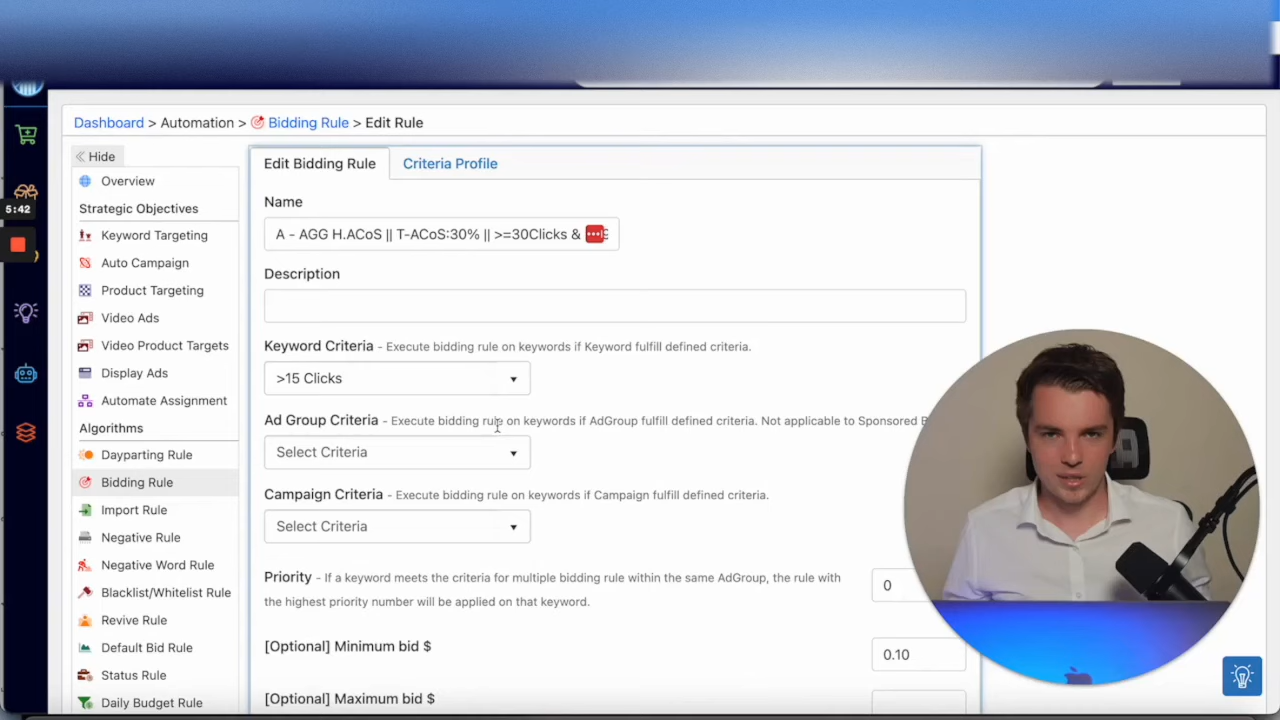 Dashboard > Automation > Bidding Rule > Edit Rule
Hide
Overview
Strategic Objectives
Keyword Targeting
Auto Campaign
Product Targeting
Video Ads
Video Product Targets
Display Ads
Automate Assignment
Algorithms
Dayparting Rule
Bidding Rule
Import Rule
Negative Rule
Negative Word Rule
Blacklist/Whitelist Rule
Revive Rule
Default Bid Rule
Status Rule
Daily Budget Rule
5:42
Edit Bidding Rule
Criteria Profile
Name
A - AGG H.ACoS || T-ACoS:30% || >=30Clicks &
Description
Keyword Criteria - Execute bidding rule on keywords if Keyword fulfill defined criteria.
>15 Clicks
Ad Group Criteria - Execute bidding rule on keywords if AdGroup fulfill defined criteria. Not applicable to Sponsored
Select Criteria
Campaign Criteria - Execute bidding rule on keywords if Campaign fulfill defined criteria.
Select Criteria
Priority - If a keyword meets the criteria for multiple bidding rule within the same AdGroup, the rule with
the highest priority number will be applied on that keyword.
0
[Optional] Minimum bid $
0.10
[Optional] Maximum bid $